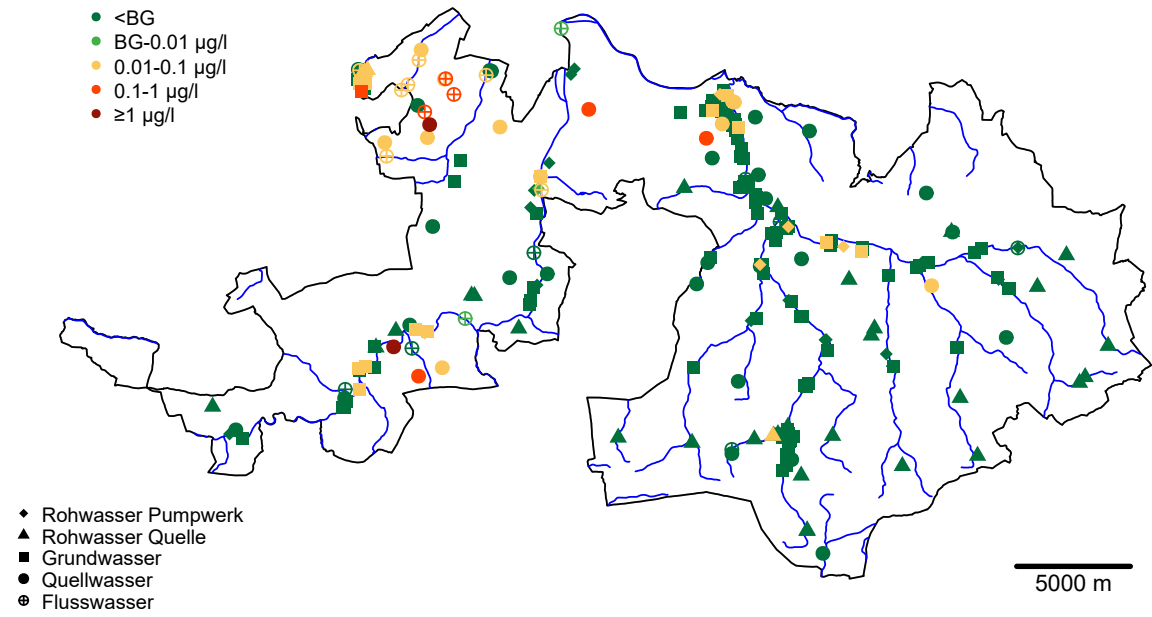 <BG
BG-0.01 µg/l
0.01-0.1 µg/l
0.1-1 µg/l
≥1 µg/l
Rohwasser Pumpwerk
Rohwasser Quelle
Grundwasser
Quellwasser
Flusswasser
5000 m